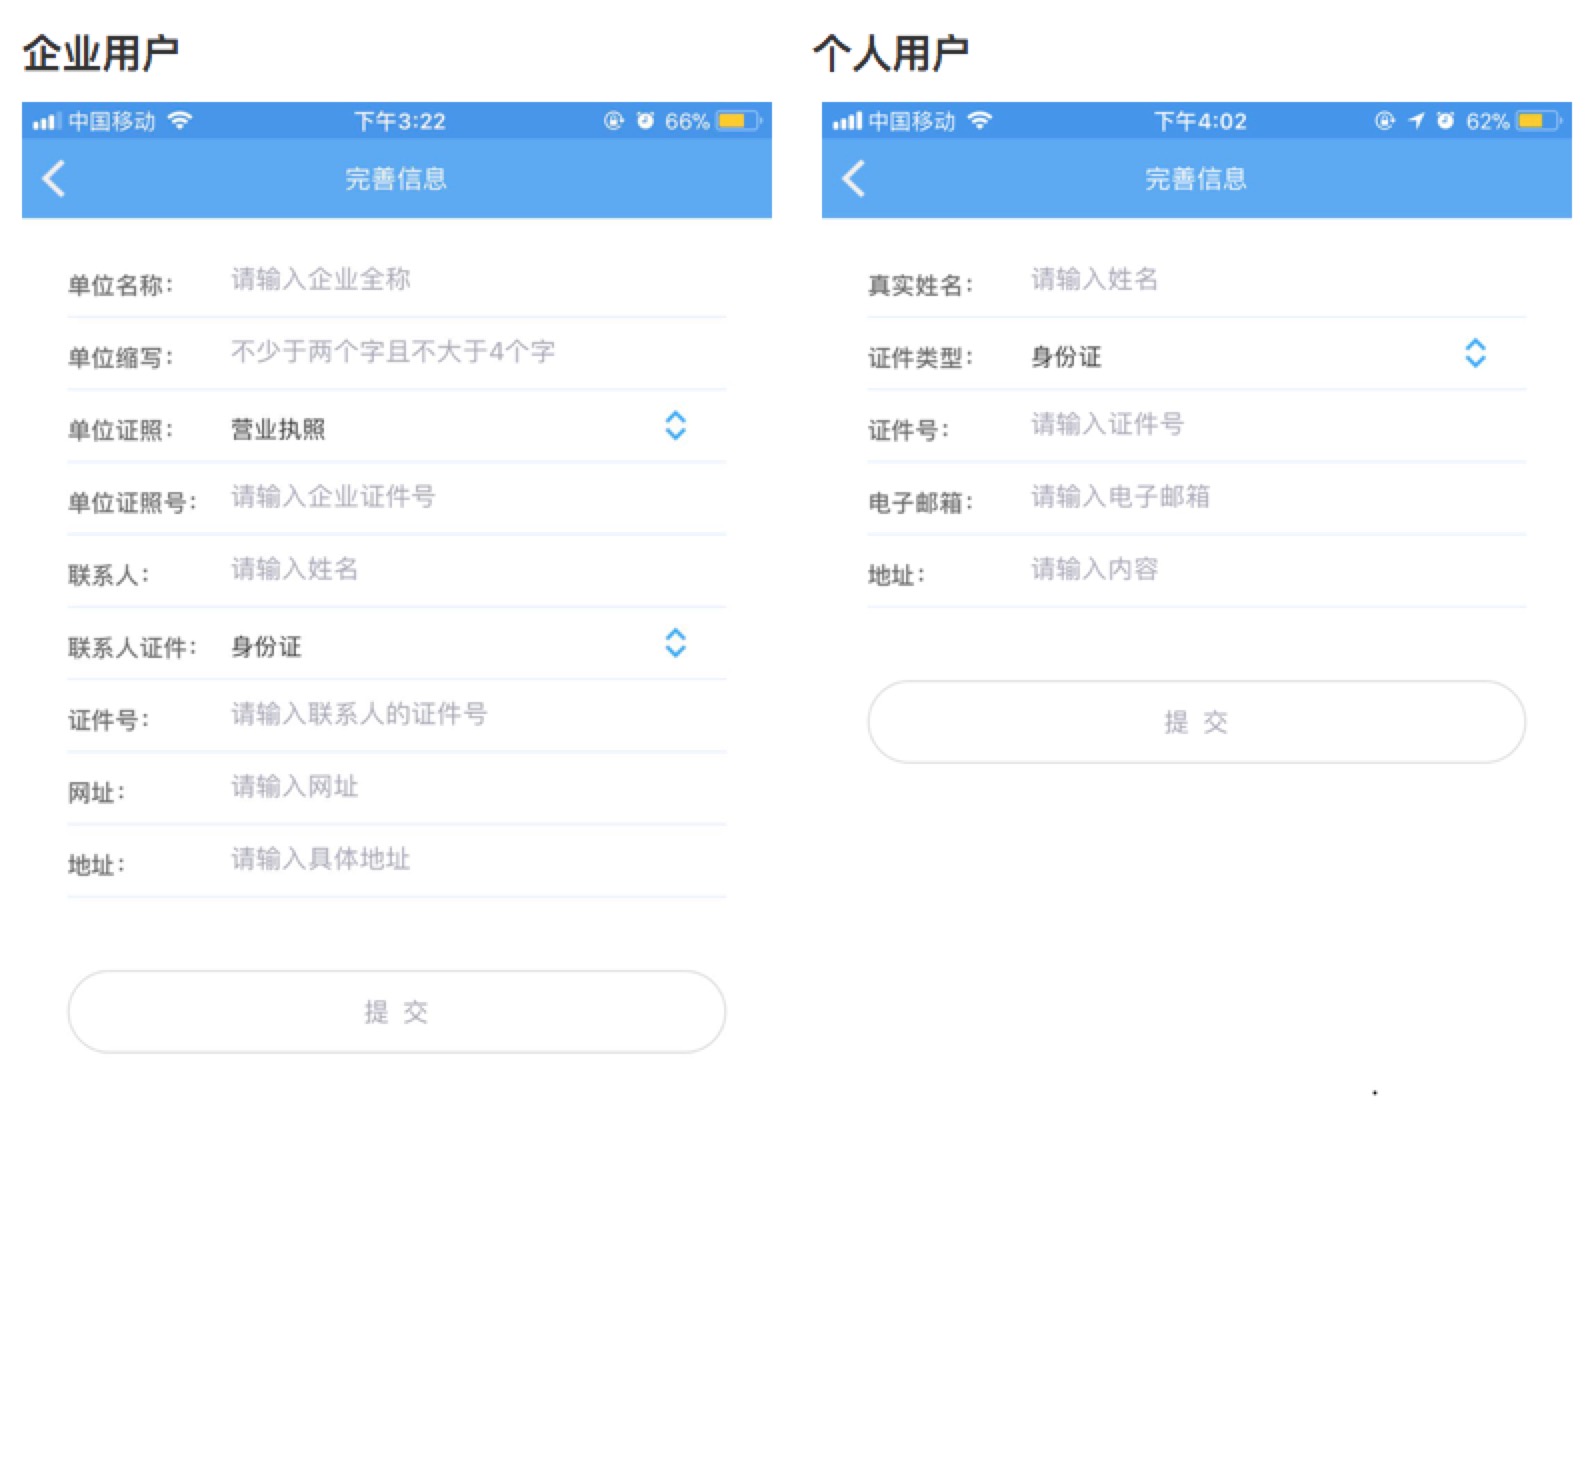 企业用户
中国移动 下午3:22 66%
完善信息
单位名称： 请输入企业全称
单位缩写： 不少于两个字且不大于4个字
单位证照： 营业执照
单位证照号： 请输入企业证件号
联系人： 请输入姓名
联系人证件： 身份证
证件号： 请输入联系人的证件号
网址： 请输入网址
地址： 请输入具体地址
提 交
个人用户
中国移动 下午4:02 62%
完善信息
真实姓名： 请输入姓名
证件类型： 身份证
证件号： 请输入证件号
电子邮箱： 请输入电子邮箱
地址： 请输入内容
提 交